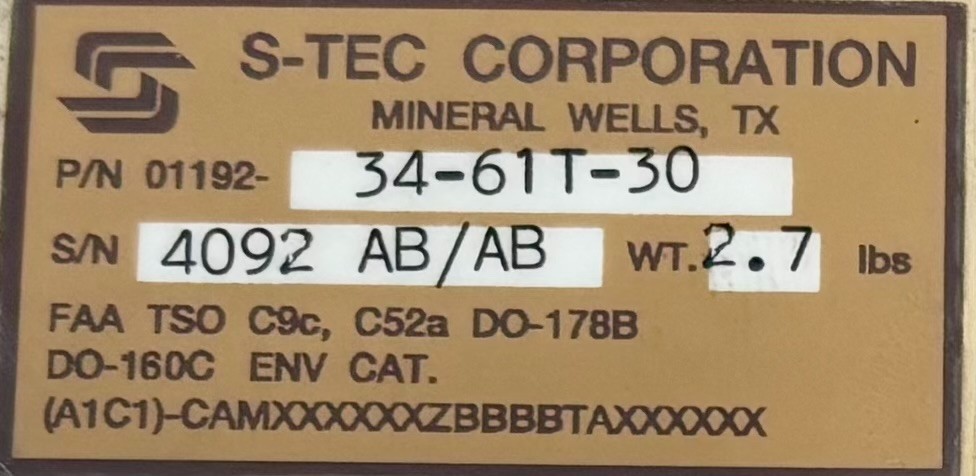 S-TEC CORPORATION
MINERAL WELLS, TX
P/N 01192- 34-61T-30
S/N 4092 AB/AB WT. 2.7 lbs
FAA TSO C9c, C52a DO-178B
DO-160C ENV CAT.
(A1C1)-CAMXXXXXXZBBBBTAXXXXXX